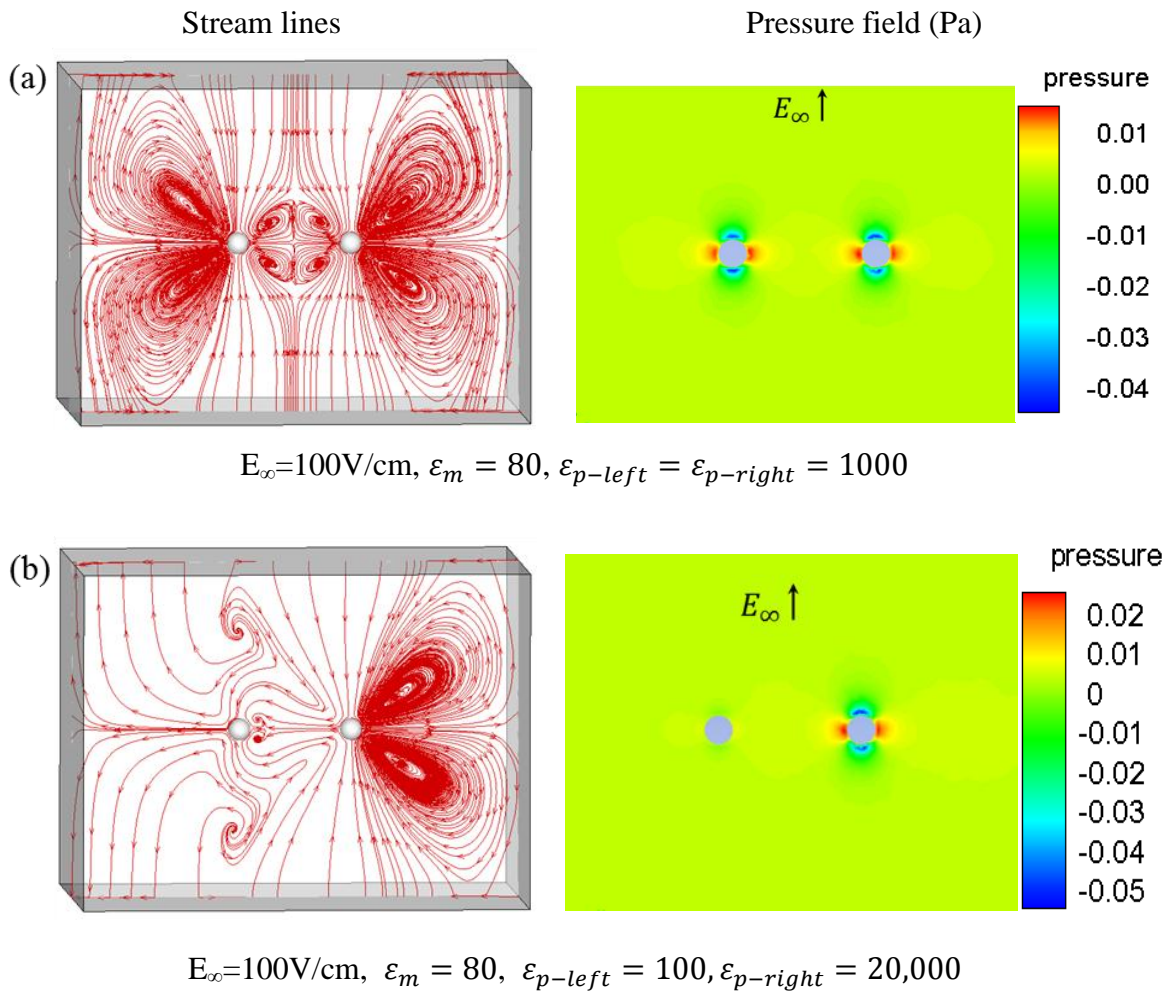 Stream lines
Pressure field (Pa)
(a)
E∞ ↑
pressure
0.01
0.00
-0.01
-0.02
-0.03
-0.04
E∞=100V/cm, εm = 80, εp−left = εp−right = 1000
(b)
E∞ ↑
pressure
0.02
0.01
0
-0.01
-0.02
-0.03
-0.04
-0.05
E∞=100V/cm, εm = 80, εp−left = 100, εp−right = 20,000